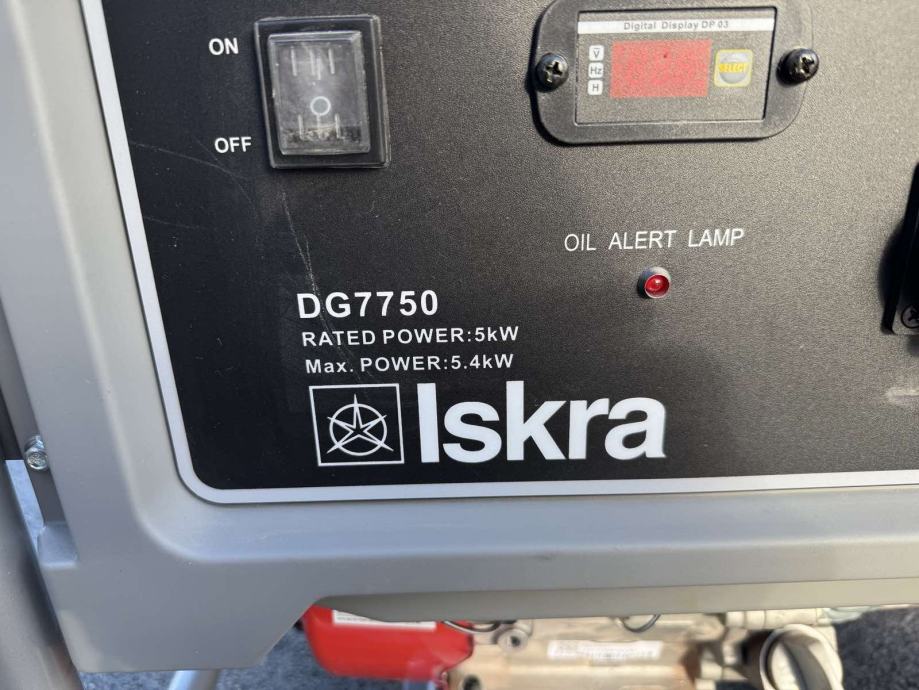 Digital Display DP 03
ON
V
Hz
H
SELECT
OFF
OIL ALERT LAMP
DG7750
RATED POWER:5kW
Max. POWER:5.4kW
Iskra